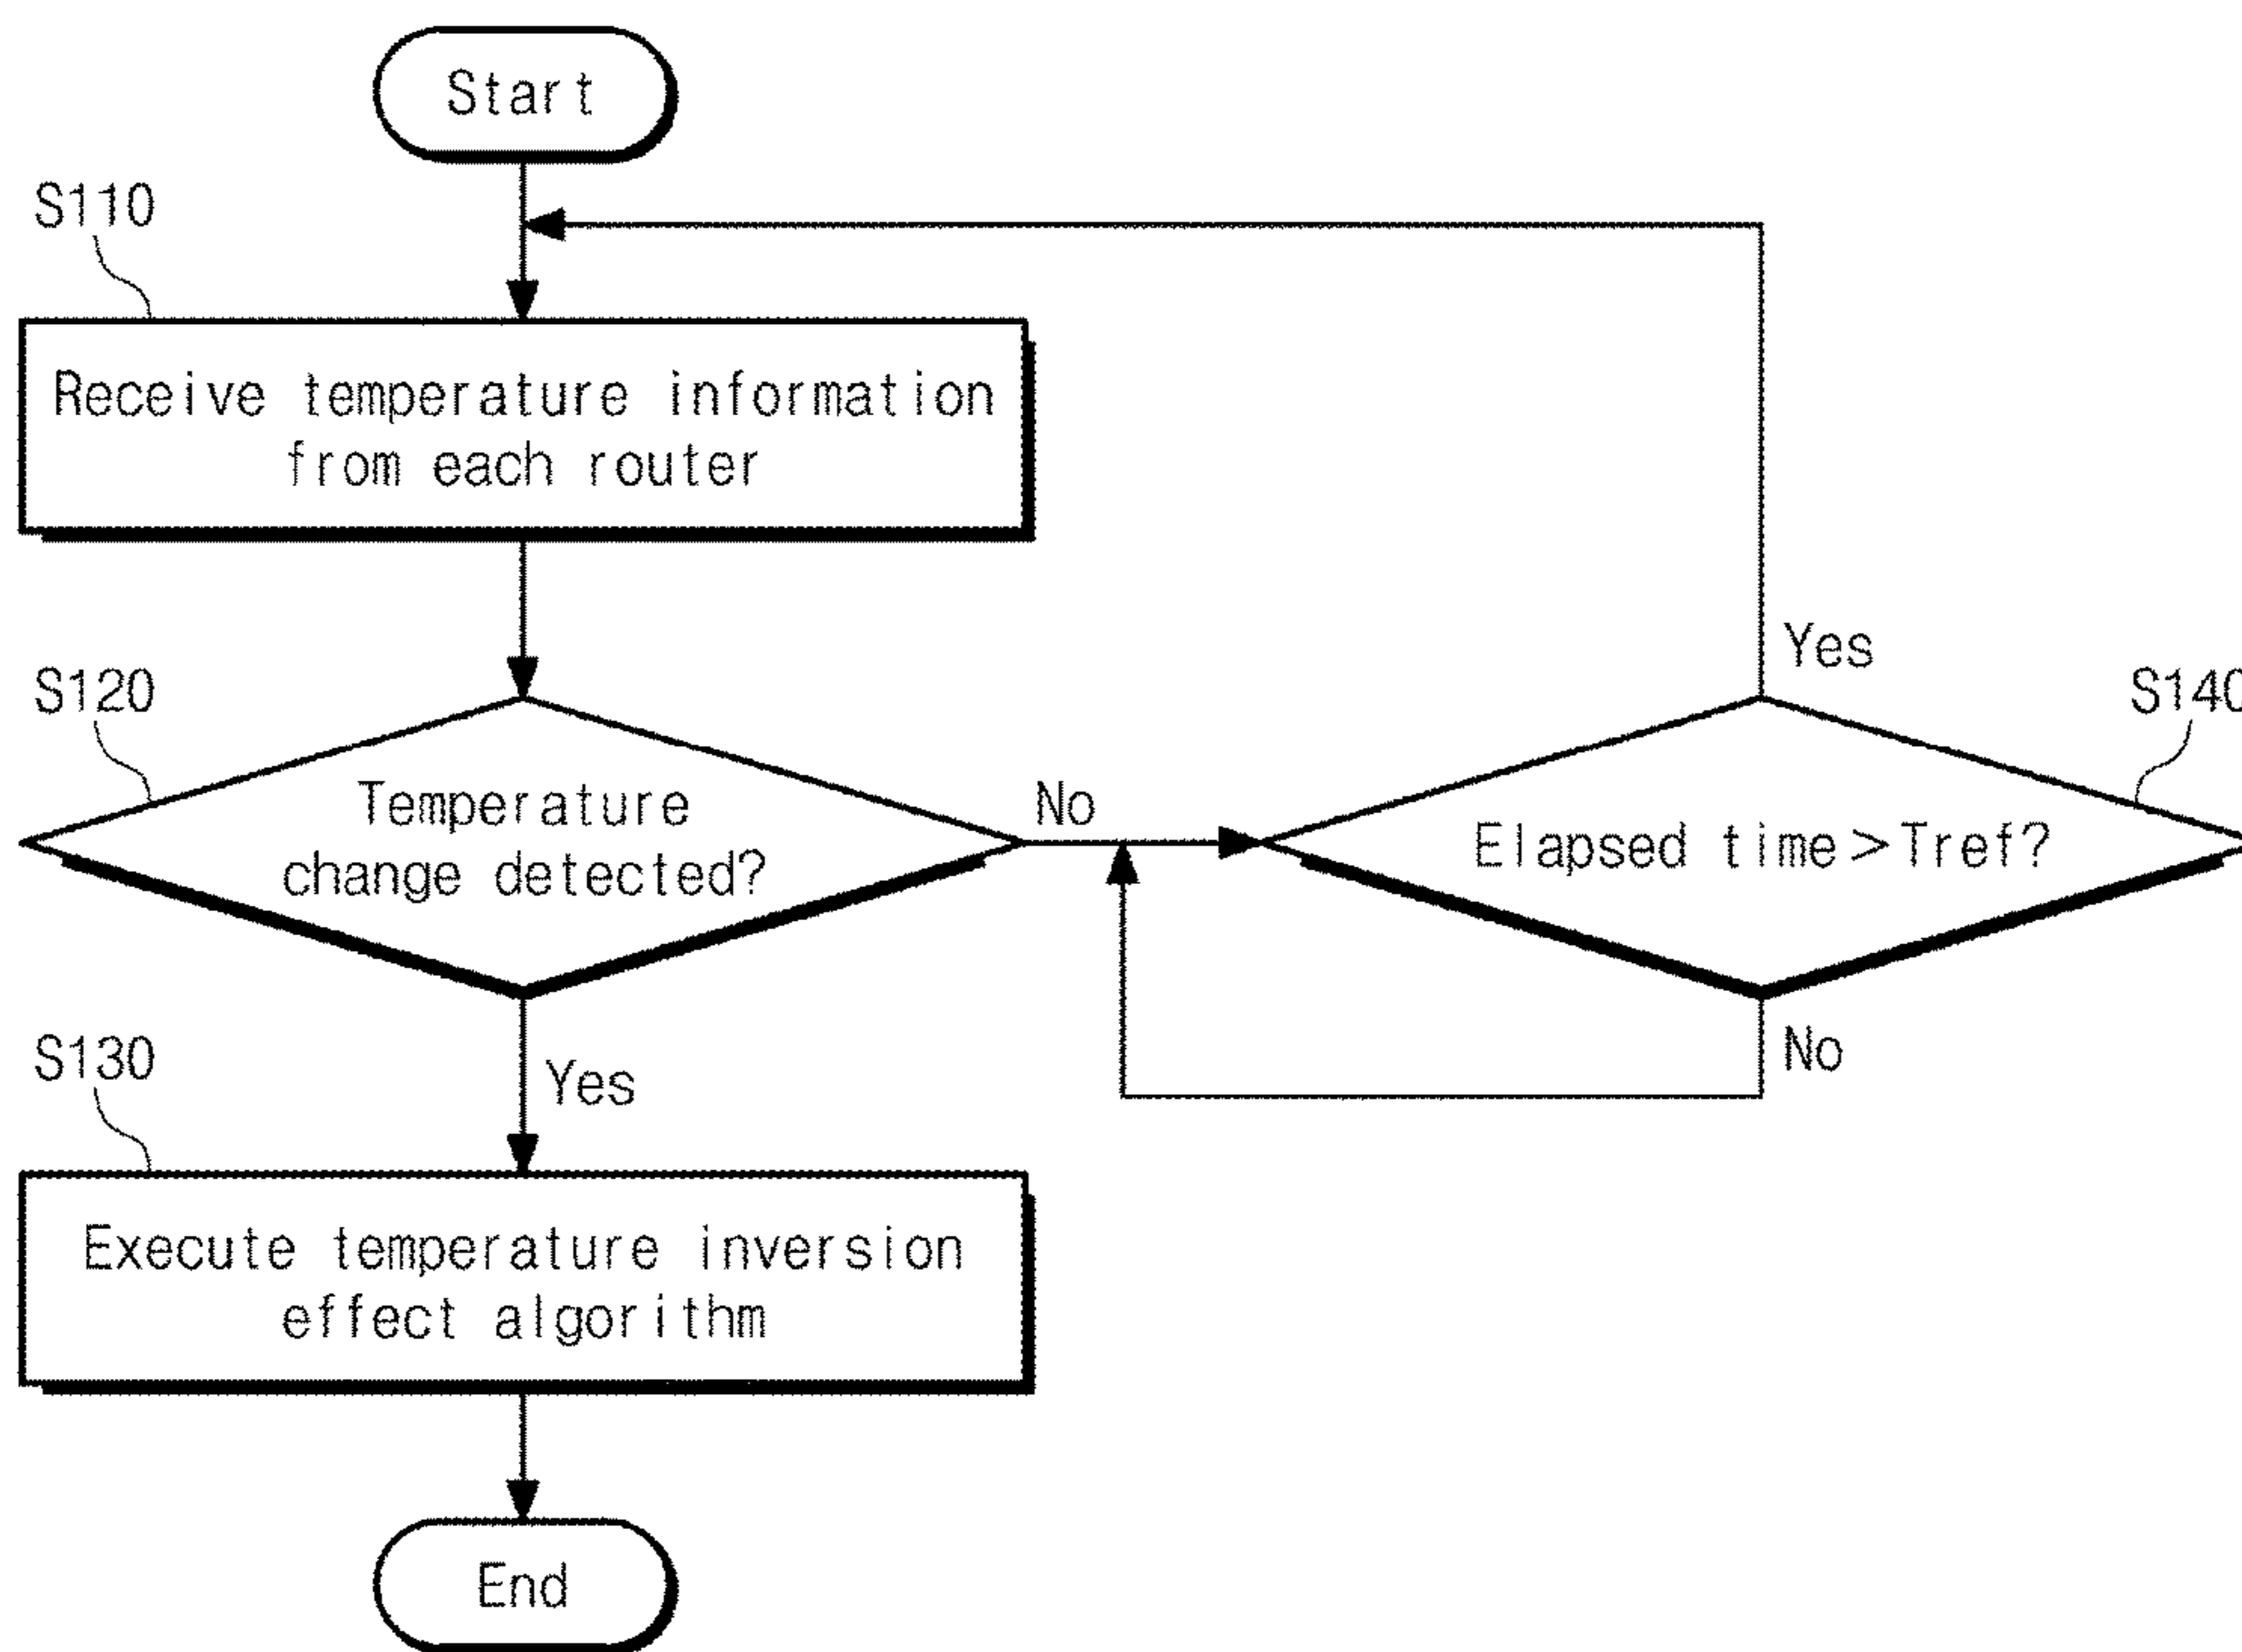 Start
S110
Receive temperature information
from each router
Yes
S120
S140
Temperature
change detected?
No
Elapsed time>Tref?
No
S130
Yes
Execute temperature inversion
effect algorithm
End